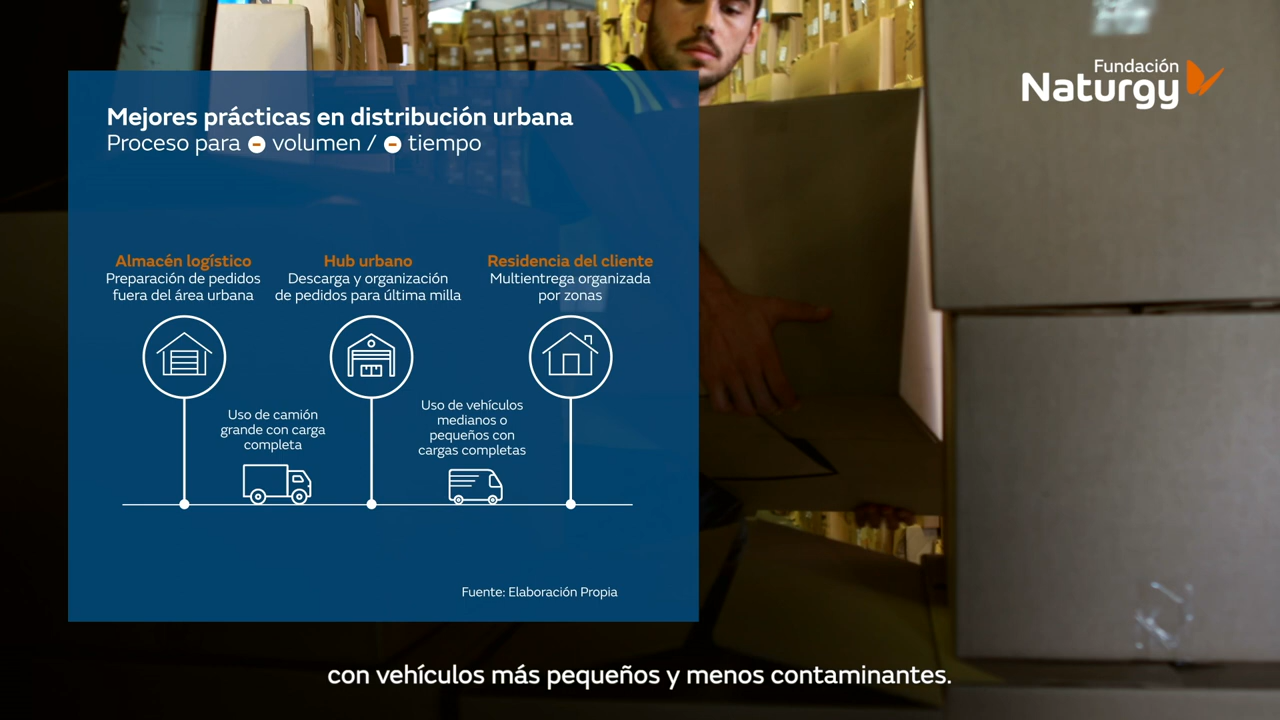 Fundación
Naturgy
Mejores prácticas en distribución urbana
Proceso para - volumen / - tiempo
Almacén logístico
Preparación de pedidos
fuera del área urbana
Hub urbano
Descarga y organización
de pedidos para última milla
Residencia del cliente
Multientrega organizada
por zonas
Uso de camión
grande con carga
completa
Uso de vehículos
medianos o
pequeños con
cargas completas
Fuente: Elaboración Propia
con vehículos más pequeños y menos contaminantes.